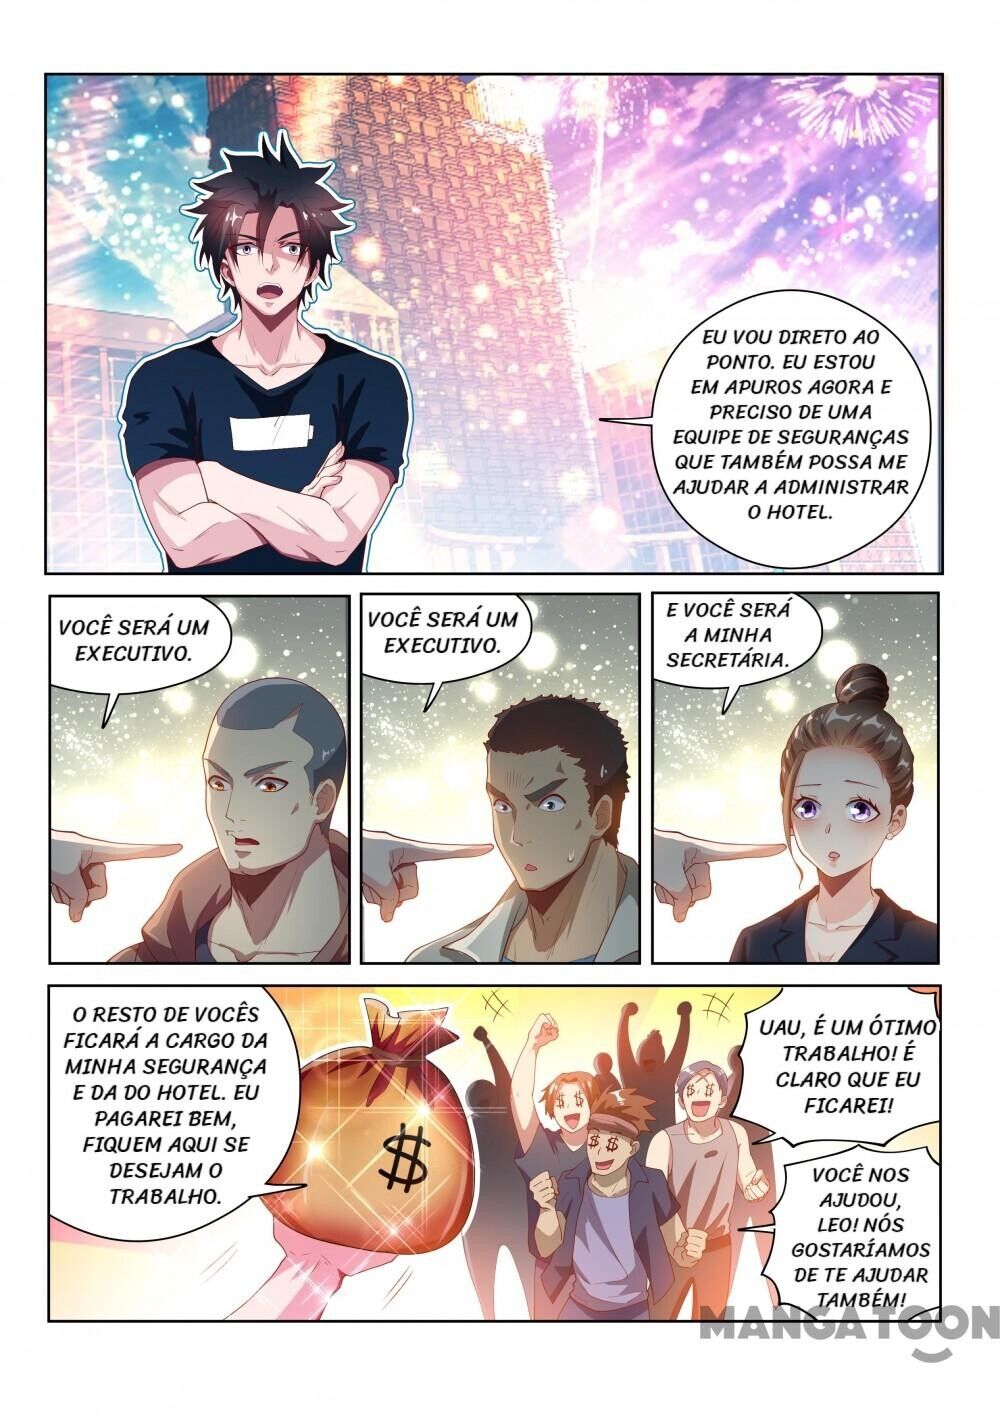 EU VOU DIRETO AO
PONTO. EU ESTOU
EM APUROS AGORA E
PRECISO DE UMA
EQUIPE DE SEGURANÇAS
QUE TAMBÉM POSSA ME
AJUDAR A ADMINISTRAR
O HOTEL.
VOCÊ SERÁ UM
EXECUTIVO.
VOCÊ SERÁ UM
EXECUTIVO.
E VOCÊ SERÁ
A MINHA
SECRETÁRIA.
O RESTO DE VOCÊS
FICARÁ A CARGO DA
MINHA SEGURANÇA
E DA DO HOTEL. EU
PAGAREI BEM,
FIQUEM AQUI SE
DESEJAM O
TRABALHO.
$
UAU, É UM ÓTIMO
TRABALHO! É
CLARO QUE EU
FICAREI!
$ $
$ $
$ $
VOCÊ NOS
AJUDOU,
LEO! NÓS
GOSTARÍAMOS
DE TE AJUDAR
TAMBÉM!
MANGATOON